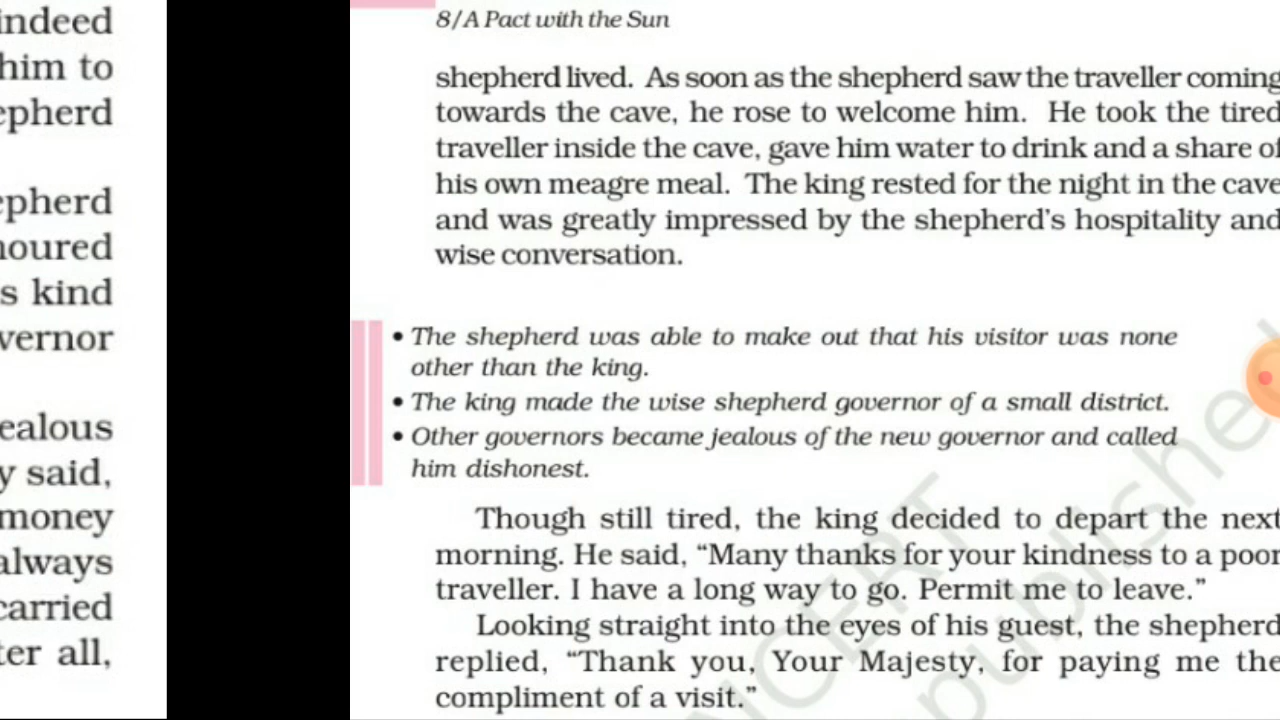 indeed
him to
epherd
epherd
noured
s kind
vernor
ealous
y said,
money
always
carried
ter all,
8/A Pact with the Sun
shepherd lived. As soon as the shepherd saw the traveller coming
towards the cave, he rose to welcome him. He took the tired
traveller inside the cave, gave him water to drink and a share of
his own meagre meal. The king rested for the night in the cave
and was greatly impressed by the shepherd's hospitality and
wise conversation.
• The shepherd was able to make out that his visitor was none
other than the king.
• The king made the wise shepherd governor of a small district.
• Other governors became jealous of the new governor and called
him dishonest.
Though still tired, the king decided to depart the next
morning. He said, “Many thanks for your kindness to a poor
traveller. I have a long way to go. Permit me to leave.”
Looking straight into the eyes of his guest, the shepherd
replied, “Thank you, Your Majesty, for paying me the
compliment of a visit.”
NCERT
published